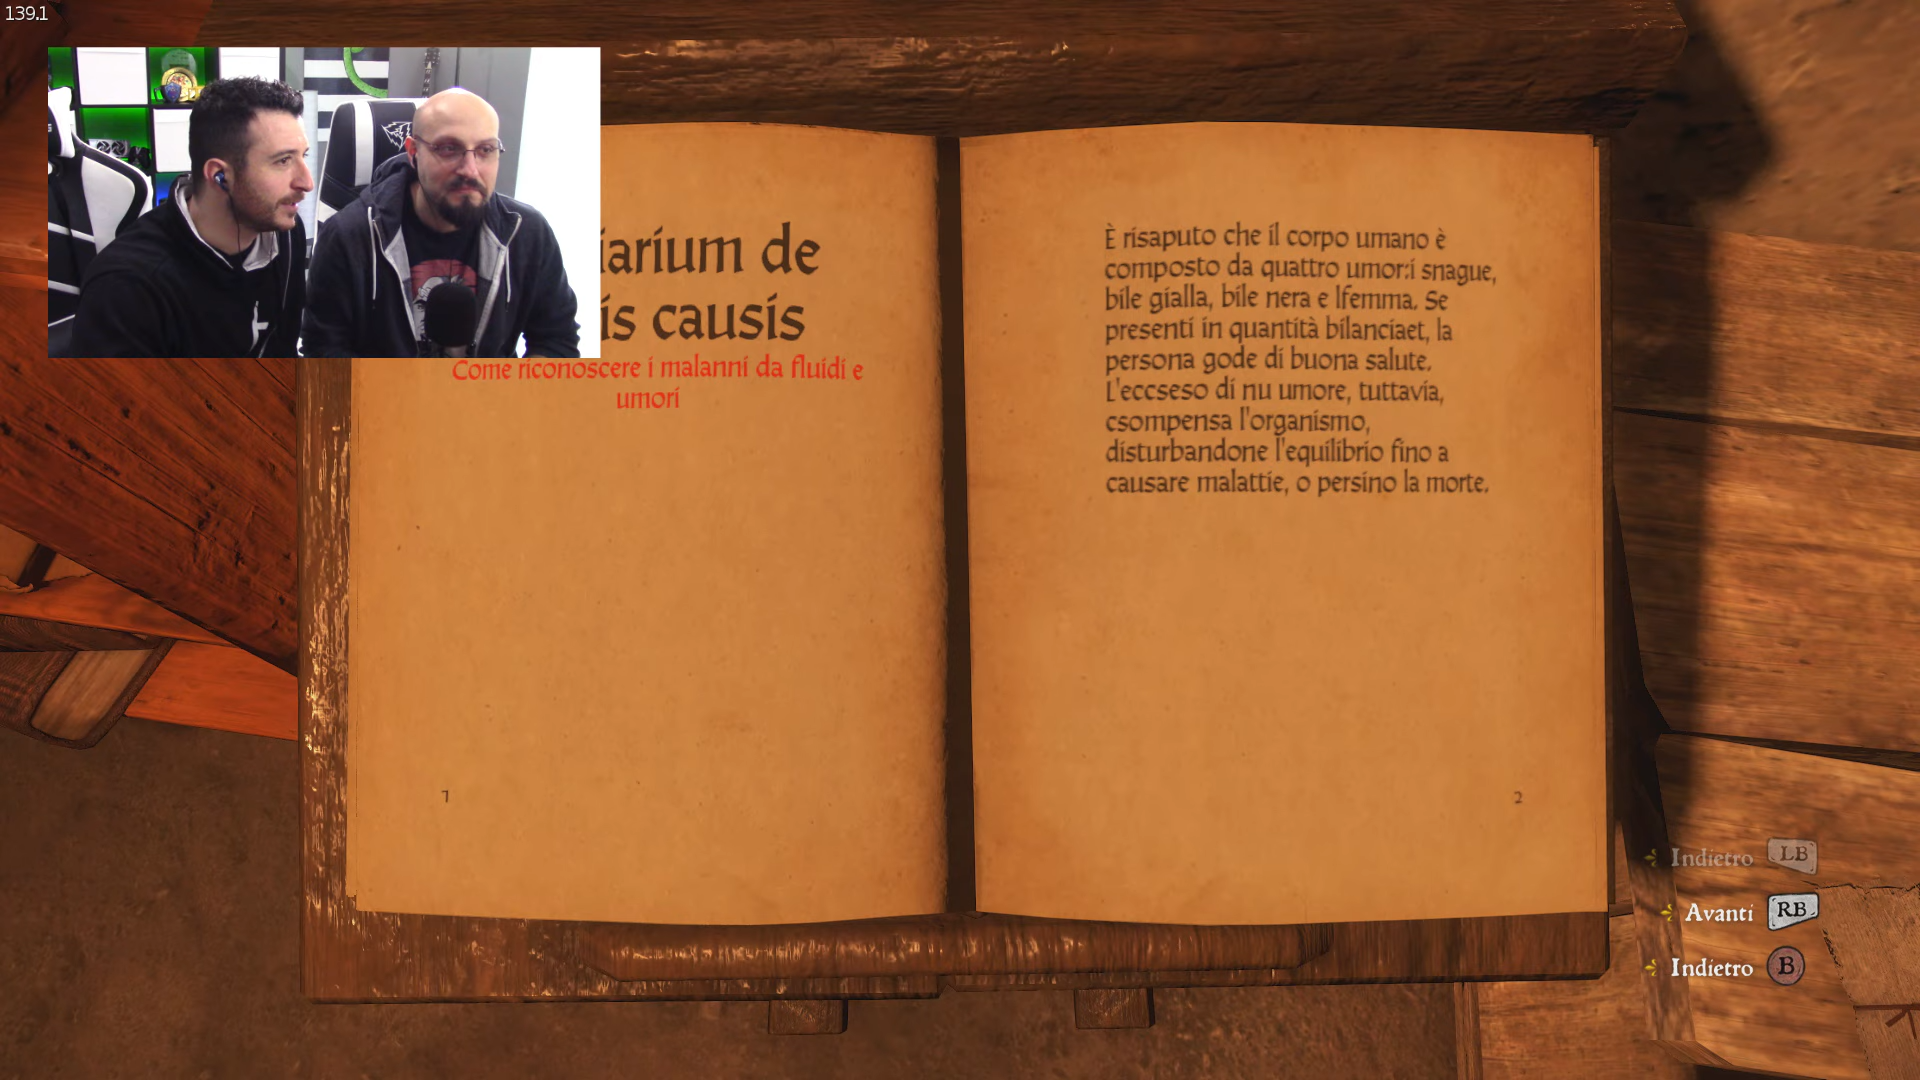 139.1
iarium de
is causis
Come riconoscere i malanni da fluidi e
umori
1
È risaputo che il corpo umano è
composto da quattro umor:i snague,
bile gialla, bile nera e lfemma. Se
presenti in quantità bilanciaet, la
persona gode di buona salute.
L'eccseso di nu umore, tuttavia,
csompensa l'organismo,
disturbandone l'equilibrio fino a
causare malattie, o persino la morte.
2
Indietro LB
Avanti RB
Indietro B